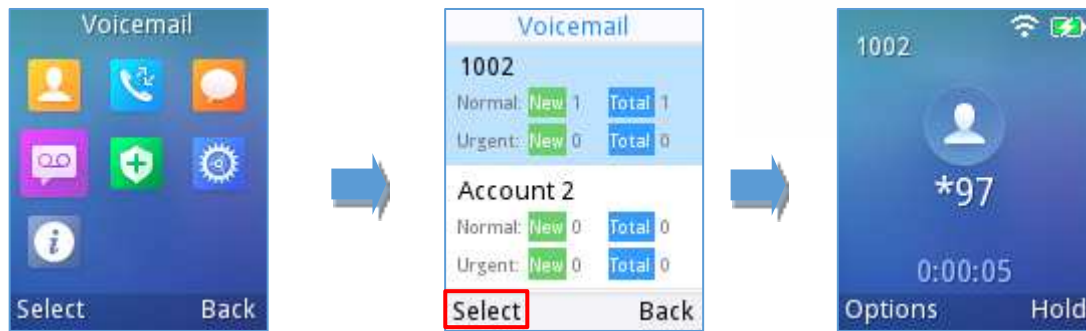 Voicemail
Select Back
Voicemail
1002
Normal: New 1 Total 1
Urgent: New 0 Total 0
Account 2
Normal: New 0 Total 0
Urgent: New 0 Total 0
Select Back
1002
*97
0:00:05
Options Hold